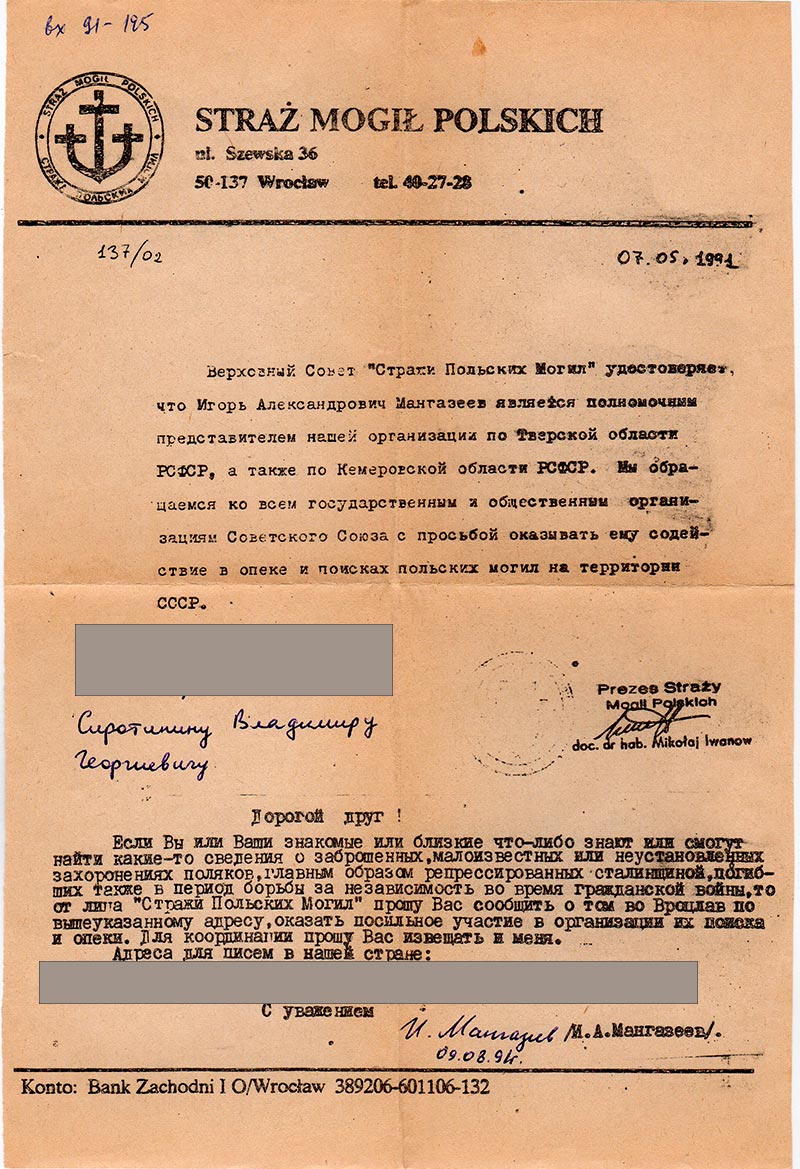 вх 91-195
STRAŻ MOGIŁ POLSKICH
СТРАЖА ПОЛЬСКИХ МОГИЛ
STRAŻ MOGIŁ POLSKICH
ul. Szewska 36
50-137 Wrocław tel. 40-27-28
137/02
07.05.1991
Верховный Совет "Стражи Польских Могил" удостоверяет,
что Игорь Александрович Мангазеев является полномочным
представителем нашей организации по Тверской области
РСФСР, а также по Кемеровской области РСФСР. Мы обра-
щаемся ко всем государственным и общественным органи-
зациям Советского Союза с просьбой оказывать ему содей-
ствие в опеке и поисках польских могил на территории
СССР.
Prezes Straży
Mogił Polskich
doc. dr hab. Mikołaj Iwanow
Сиротинину Владимиру
Георгиевичу
Дорогой друг !
Если Вы или Ваши знакомые или близкие что-либо знают или смогут
найти какие-то сведения о заброшенных,малоизвестных или неустановленных
захоронениях поляков,главным образом репрессированных сталинщиной,погиб-
ших также в период борьбы за независимость во время гражданской войны,то
от лица "Стражи Польских Могил" прошу Вас сообщить о том во Вроцлав по
вышеуказанному адресу,оказать посильное участие в организации их поиска
и опеки. Для координации прошу Вас извещать и меня.
Адреса для писем в нашей стране:
С уважением
И. Мангазеев /И.А.Мангазеев/.
09.08.91г.
Konto: Bank Zachodni I O/Wrocław 389206-601106-132